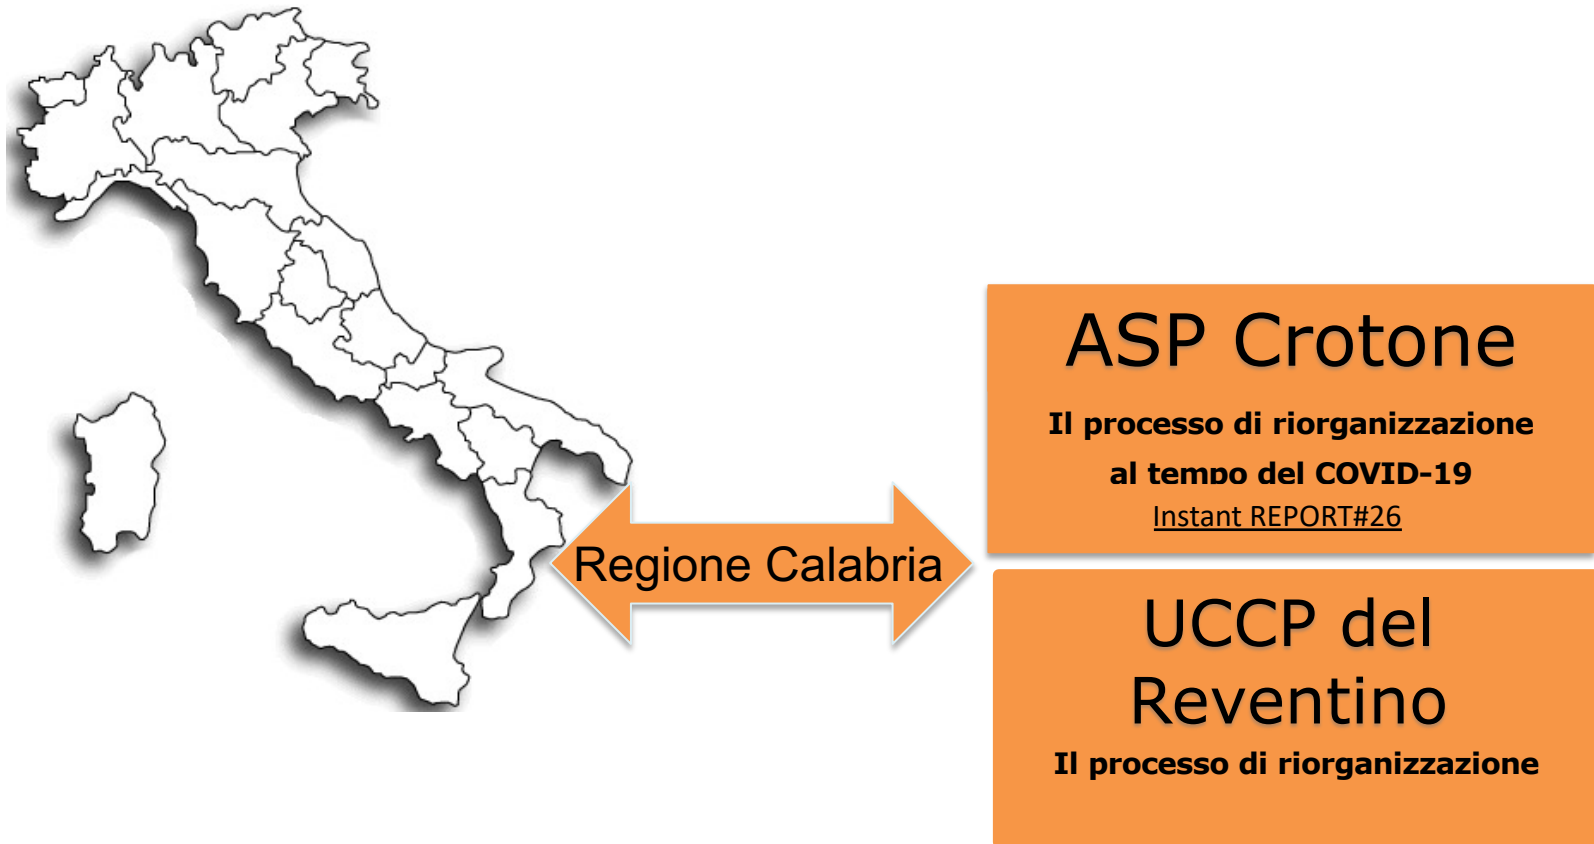 Regione Calabria
ASP Crotone
Il processo di riorganizzazione
al tempo del COVID-19
Instant REPORT#26
UCCP del
Reventino
Il processo di riorganizzazione